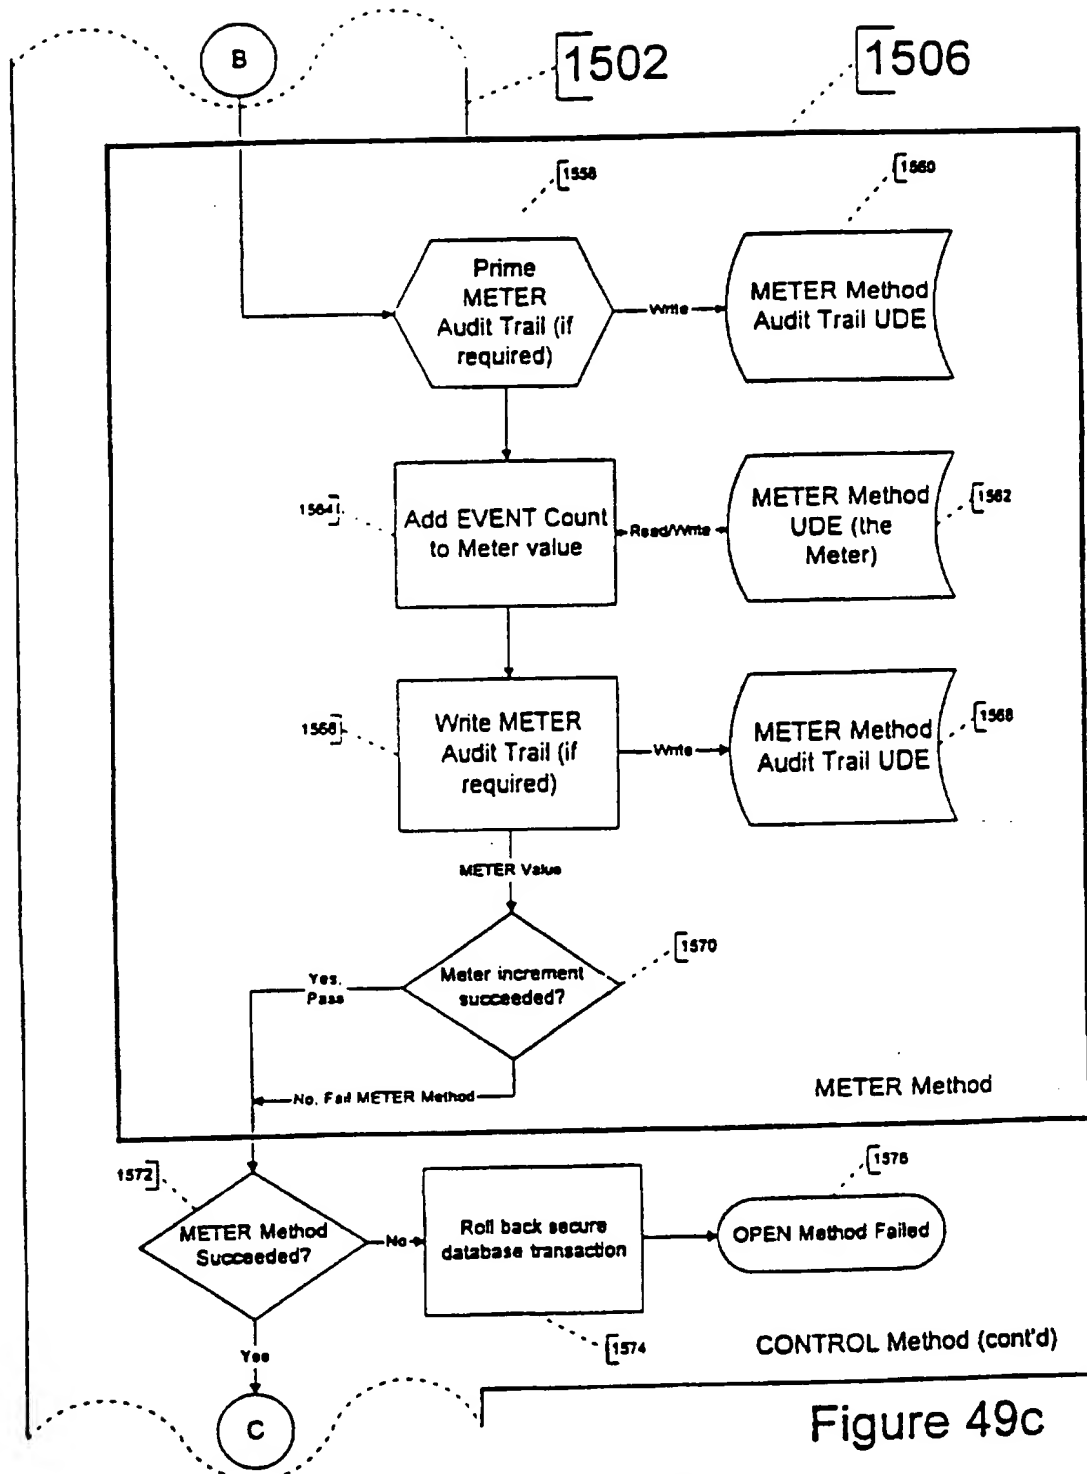 B
1502
1506
1558
1560
Prime
METER
Audit Trail (if
required)
Write
METER Method
Audit Trail UDE
1564
Add EVENT Count
to Meter value
Read/Write
METER Method
UDE (the
Meter)
1562
1566
Write METER
Audit Trail (if
required)
Write
METER Method
Audit Trail UDE
1568
METER Value
Meter increment
succeeded?
1570
Yes,
Pass
No, Fail METER Method
METER Method
1572
METER Method
Succeeded?
No
Roll back secure
database transaction
1576
OPEN Method Failed
1574
Yes
CONTROL Method (cont'd)
C
Figure 49c